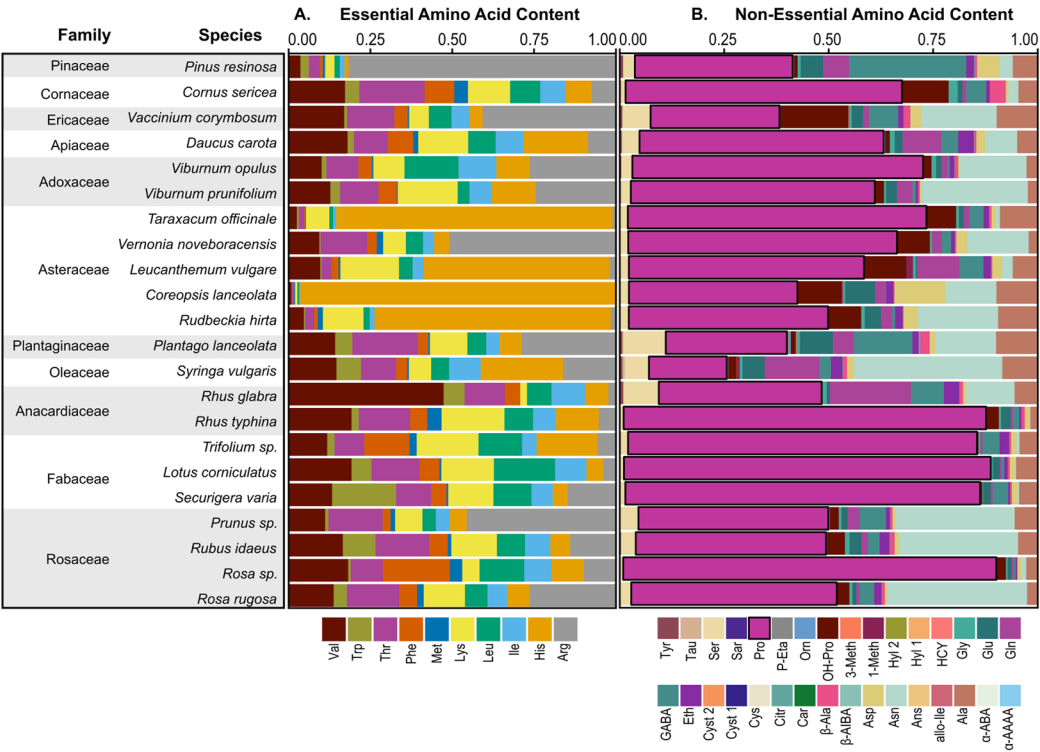 A. Essential Amino Acid Content B. Non-Essential Amino Acid Content
Family Species
0.00 0.25 0.50 0.75 1.00 0.00 0.25 0.50 0.75 1.00
Pinaceae Pinus resinosa
Cornaceae Cornus sericea
Ericaceae Vaccinium corymbosum
Apiaceae Daucus carota
Adoxaceae Viburnum opulus
Viburnum prunifolium
Asteraceae Taraxacum officinale
Vernonia noveboracensis
Leucanthemum vulgare
Coreopsis lanceolata
Rudbeckia hirta
Plantaginaceae Plantago lanceolata
Oleaceae Syringa vulgaris
Anacardiaceae Rhus glabra
Rhus typhina
Fabaceae Trifolium sp.
Lotus corniculatus
Securigera varia
Rosaceae Prunus sp.
Rubus idaeus
Rosa sp.
Rosa rugosa
Val Trp Thr Phe Met Lys Leu Ile His Arg
Tyr Tau Ser Sar Pro P-Eta Orn OH-Pro 3-Meth 1-Meth Hyl 2 Hyl 1 HCY Gly Glu Gln
GABA Eth Cyst 2 Cyst 1 Cys Citr Car β-Ala β-AIBA Asp Asn Ans allo-Ile Ala α-ABA α-AAAA